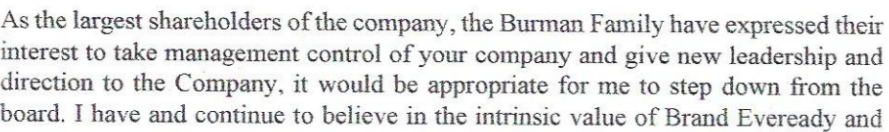 As the largest shareholders of the company, the Burman Family have expressed their
interest to take management control of your company and give new leadership and
direction to the Company, it would be appropriate for me to step down from the
board. I have and continue to believe in the intrinsic value of Brand Eveready and